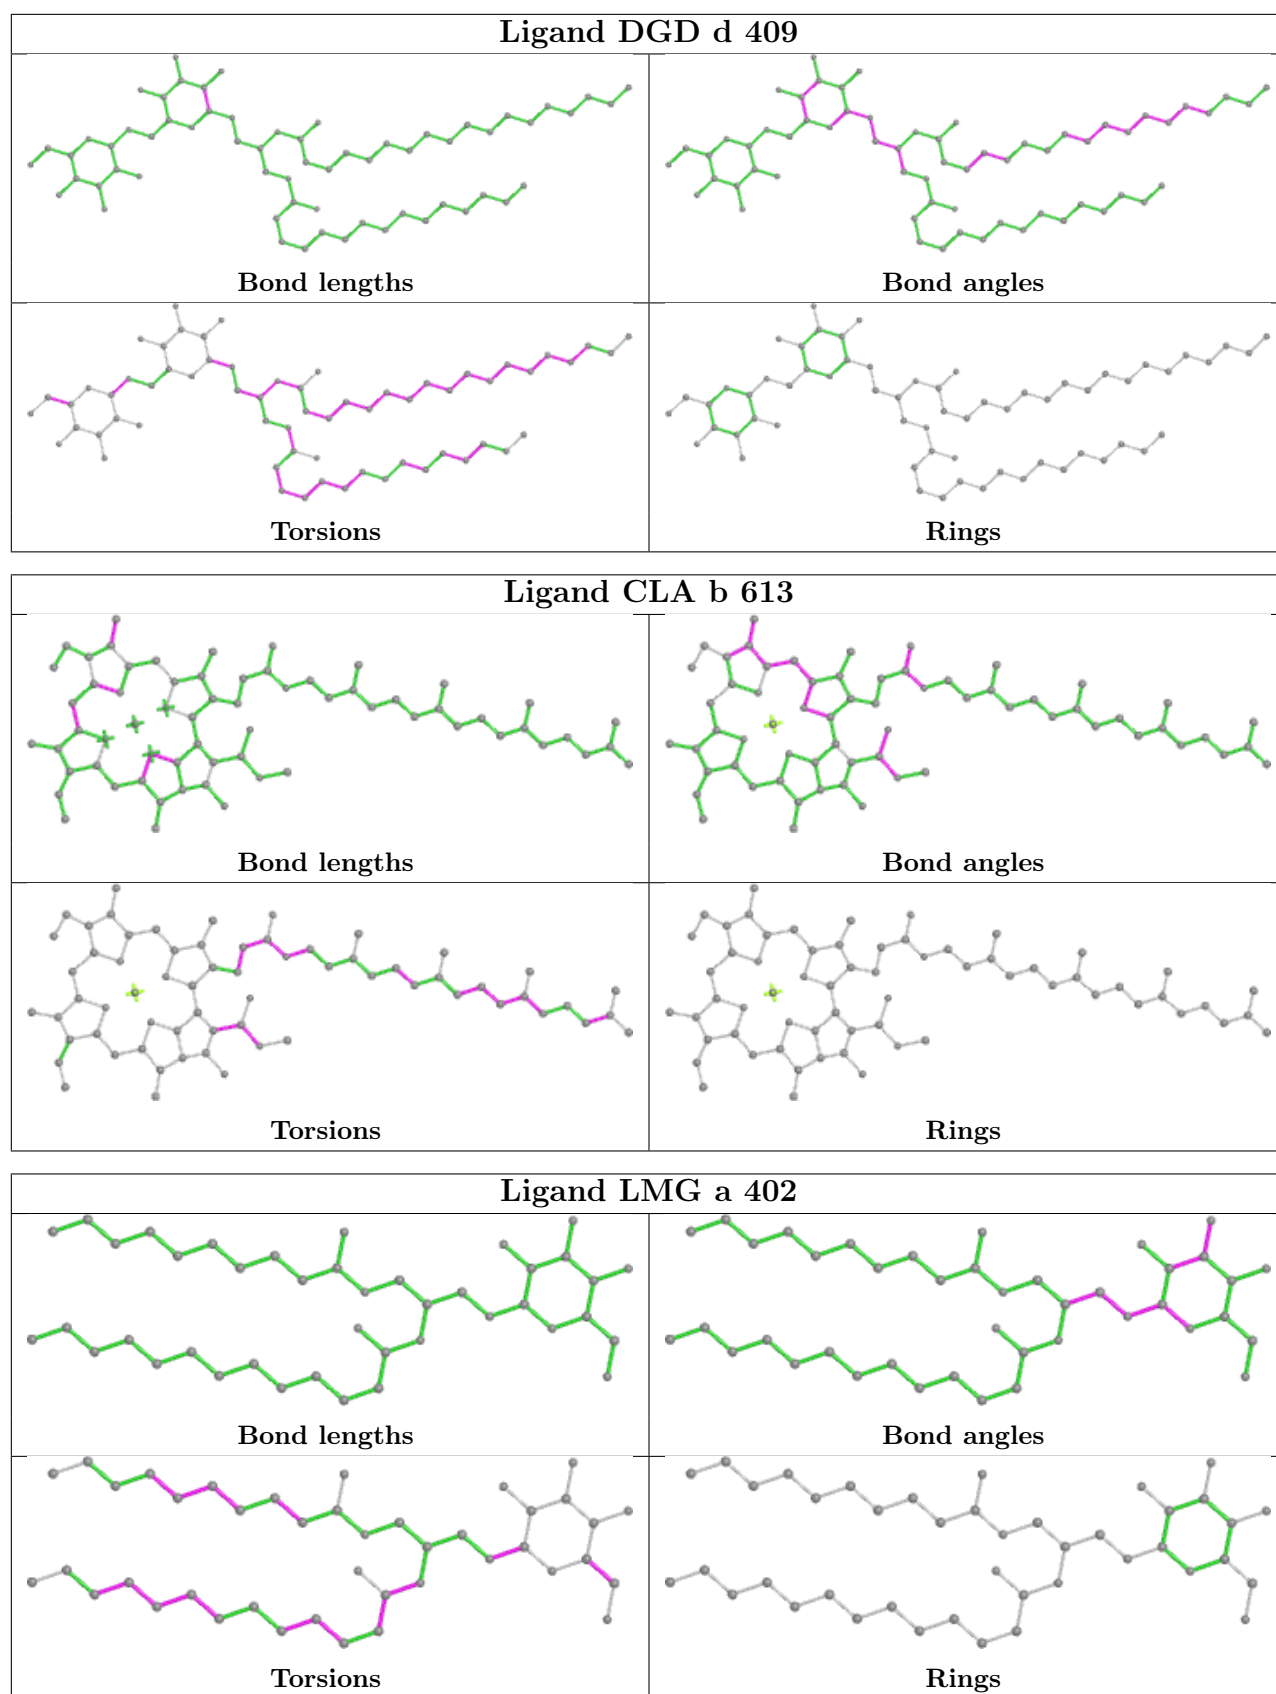 Ligand DGD d 409
Bond lengths
Bond angles
Torsions
Rings
Ligand CLA b 613
Bond lengths
Bond angles
Torsions
Rings
Ligand LMG a 402
Bond lengths
Bond angles
Torsions
Rings